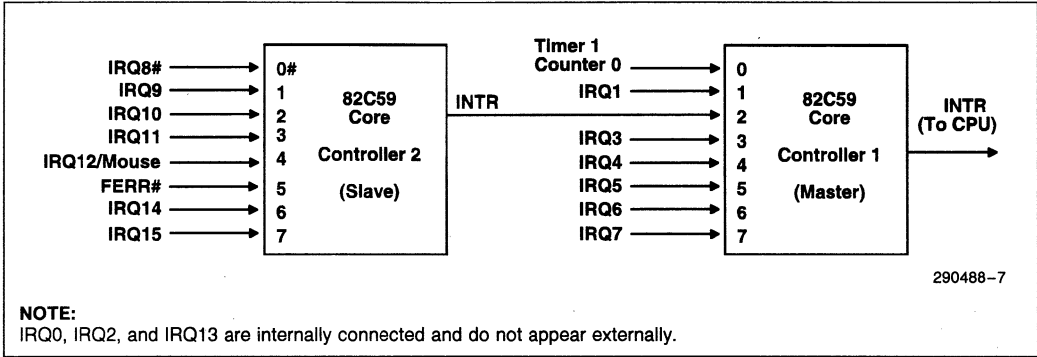 IRQ8#
IRQ9
IRQ10
IRQ11
IRQ12/Mouse
FERR#
IRQ14
IRQ15
0#
1
2
3
4
5
6
7
82C59
Core
Controller 2
(Slave)
INTR
Timer 1
Counter 0
IRQ1
IRQ3
IRQ4
IRQ5
IRQ6
IRQ7
0
1
2
3
4
5
6
7
82C59
Core
Controller 1
(Master)
INTR
(To CPU)
290488–7
NOTE:
IRQ0, IRQ2, and IRQ13 are internally connected and do not appear externally.